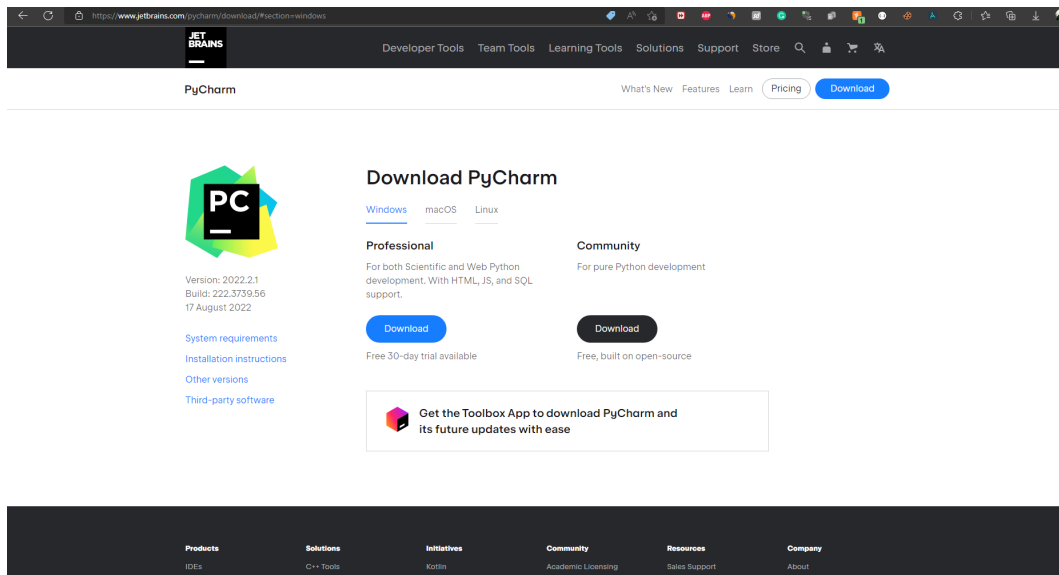 https://www.jetbrains.com/pycharm/download/#section=windows
JET
BRAINS
Developer Tools Team Tools Learning Tools Solutions Support Store
PyCharm
What's New Features Learn Pricing Download
PC
Version: 2022.2.1
Build: 222.3739.56
17 August 2022
System requirements
Installation instructions
Other versions
Third-party software
Download PyCharm
Windows macOS Linux
Professional
For both Scientific and Web Python
development. With HTML, JS, and SQL
support.
Download
Free 30-day trial available
Community
For pure Python development
Download
Free, built on open-source
Get the Toolbox App to download PyCharm and
its future updates with ease
Products Solutions Initiatives Community Resources Company
IDEs C++ Tools Kotlin Academic Licensing Sales Support About